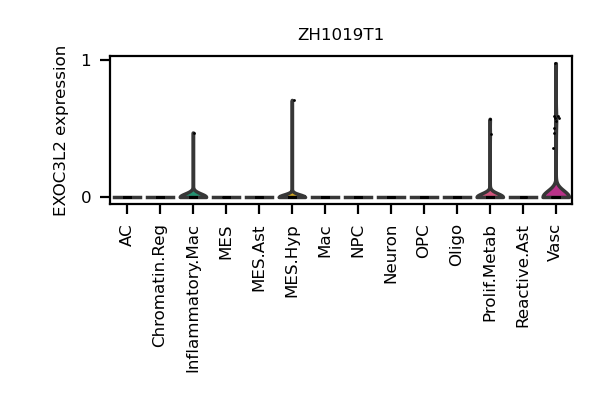 ZH1019T1
EXOC3L2 expression
1
0
AC
Chromatin.Reg
Inflammatory.Mac
MES
MES.Ast
MES.Hyp
Mac
NPC
Neuron
OPC
Oligo
Prolif.Metab
Reactive.Ast
Vasc